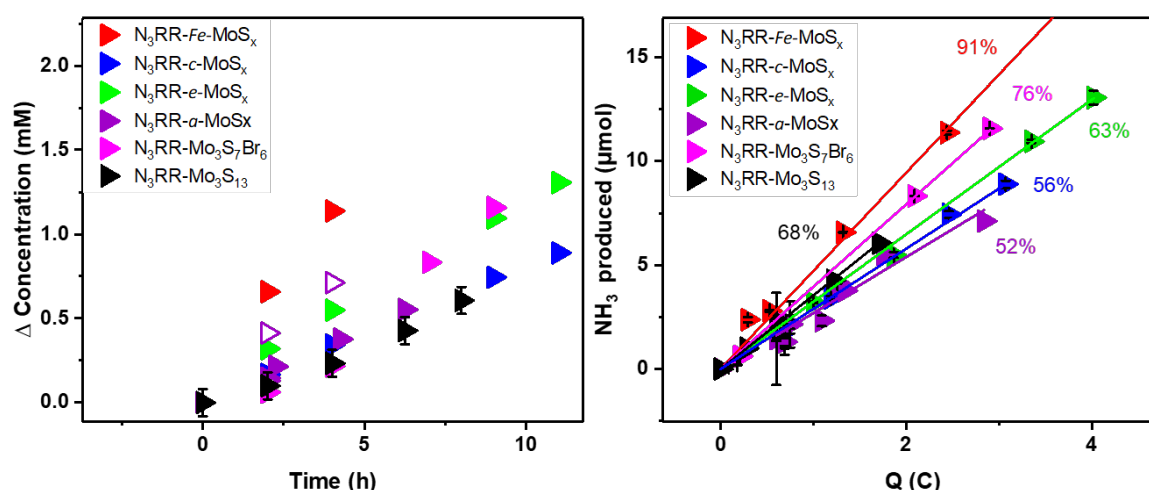 Δ Concentration (mM)
2.0
1.5
1.0
0.5
0.0
N₃RR-Fe-MoSₓ
N₃RR-c-MoSₓ
N₃RR-e-MoSₓ
N₃RR-a-MoSx
N₃RR-Mo₃S₇Br₆
N₃RR-Mo₃S₁₃
0
5
10
Time (h)
NH₃ produced (µmol)
15
10
5
0
N₃RR-Fe-MoSₓ
N₃RR-c-MoSₓ
N₃RR-e-MoSₓ
N₃RR-a-MoSx
N₃RR-Mo₃S₇Br₆
N₃RR-Mo₃S₁₃
91%
76%
63%
56%
68%
52%
0
2
4
Q (C)